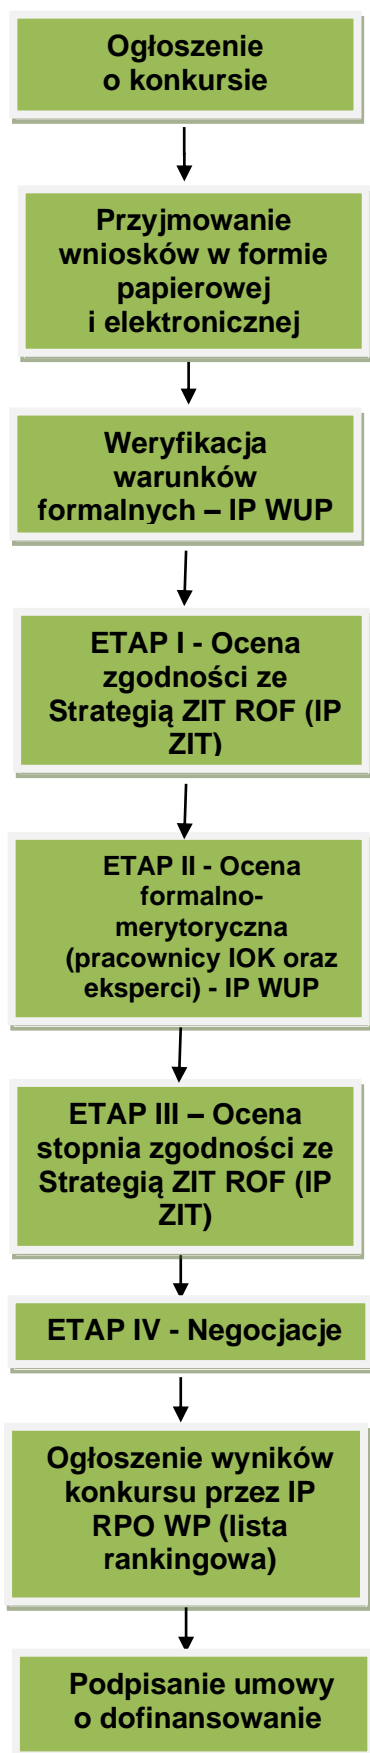 Ogłoszenie
o konkursie
Przyjmowanie
wniosków w formie
papierowej
i elektronicznej
Weryfikacja
warunków
formalnych – IP WUP
ETAP I - Ocena
zgodności ze
Strategią ZIT ROF (IP
ZIT)
ETAP II - Ocena
formalno-
merytoryczna
(pracownicy IOK oraz
eksperci) - IP WUP
ETAP III – Ocena
stopnia zgodności ze
Strategią ZIT ROF (IP
ZIT)
ETAP IV - Negocjacje
Ogłoszenie wyników
konkursu przez IP
RPO WP (lista
rankingowa)
Podpisanie umowy
o dofinansowanie